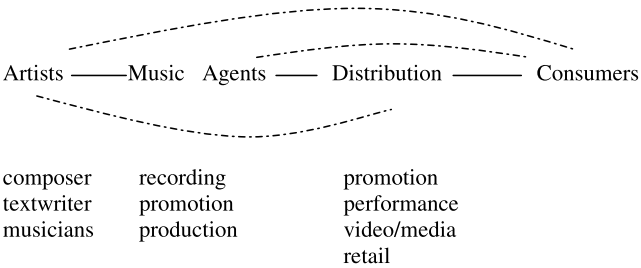 Artists Music Agents Distribution Consumers
composer recording promotion
textwriter promotion performance
musicians production video/media
retail